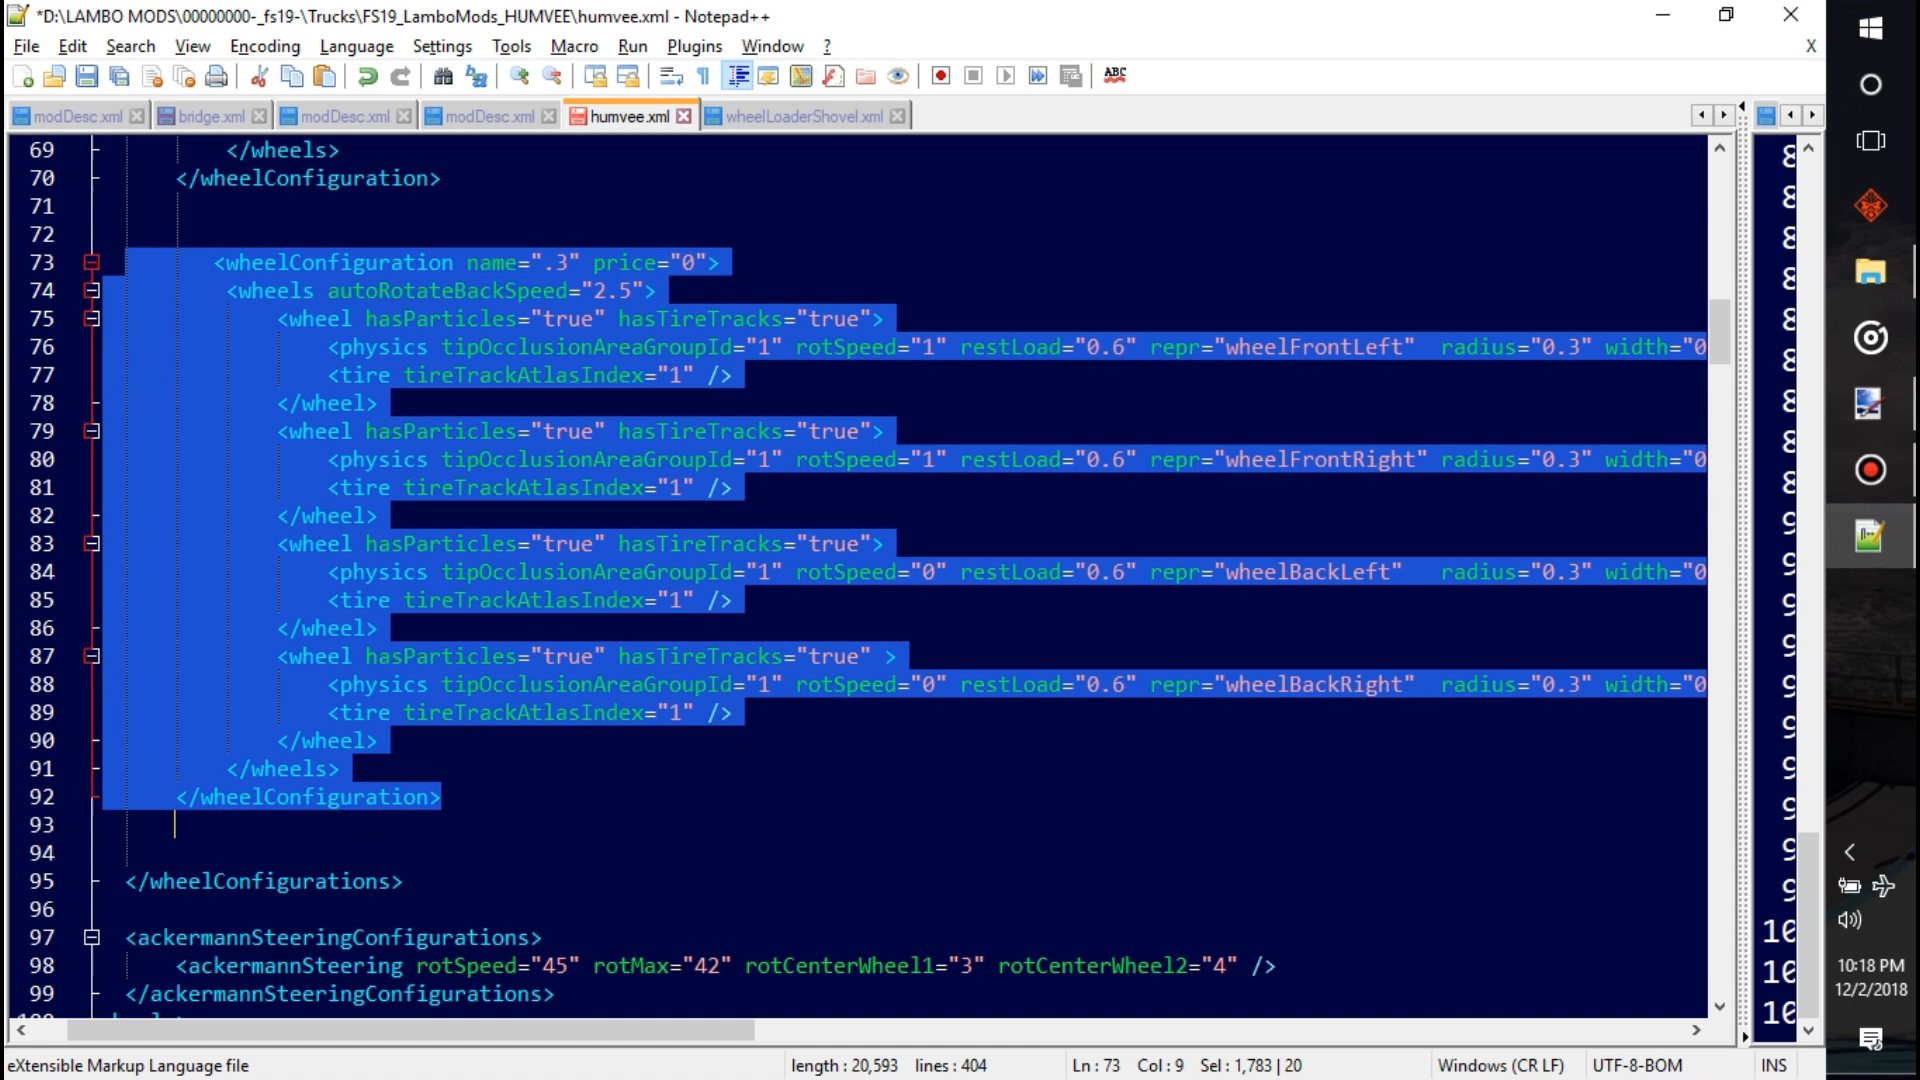 *D:\LAMBO MODS\00000000-_fs19-\Trucks\FS19_LamboMods_HUMVEE\humvee.xml - Notepad++
File Edit Search View Encoding Language Settings Tools Macro Run Plugins Window ? X
ABC
modDesc.xml bridge.xml modDesc.xml modDesc.xml humvee.xml wheelLoaderShovel.xml
69 </wheels>
70 </wheelConfiguration>
71
72
73 <wheelConfiguration name=".3" price="0">
74 <wheels autoRotateBackSpeed="2.5">
75 <wheel hasParticles="true" hasTireTracks="true">
76 <physics tipOcclusionAreaGroupId="1" rotSpeed="1" restLoad="0.6" repr="wheelFrontLeft" radius="0.3" width="0
77 <tire tireTrackAtlasIndex="1" />
78 </wheel>
79 <wheel hasParticles="true" hasTireTracks="true">
80 <physics tipOcclusionAreaGroupId="1" rotSpeed="1" restLoad="0.6" repr="wheelFrontRight" radius="0.3" width="0
81 <tire tireTrackAtlasIndex="1" />
82 </wheel>
83 <wheel hasParticles="true" hasTireTracks="true">
84 <physics tipOcclusionAreaGroupId="1" rotSpeed="0" restLoad="0.6" repr="wheelBackLeft" radius="0.3" width="0
85 <tire tireTrackAtlasIndex="1" />
86 </wheel>
87 <wheel hasParticles="true" hasTireTracks="true" >
88 <physics tipOcclusionAreaGroupId="1" rotSpeed="0" restLoad="0.6" repr="wheelBackRight" radius="0.3" width="0
89 <tire tireTrackAtlasIndex="1" />
90 </wheel>
91 </wheels>
92 </wheelConfiguration>
93
94
95 </wheelConfigurations>
96
97 <ackermannSteeringConfigurations>
98 <ackermannSteering rotSpeed="45" rotMax="42" rotCenterWheel1="3" rotCenterWheel2="4" />
99 </ackermannSteeringConfigurations>
10:18 PM
12/2/2018
eXtensible Markup Language file length : 20,593 lines : 404 Ln : 73 Col : 9 Sel : 1,783 | 20 Windows (CR LF) UTF-8-BOM INS